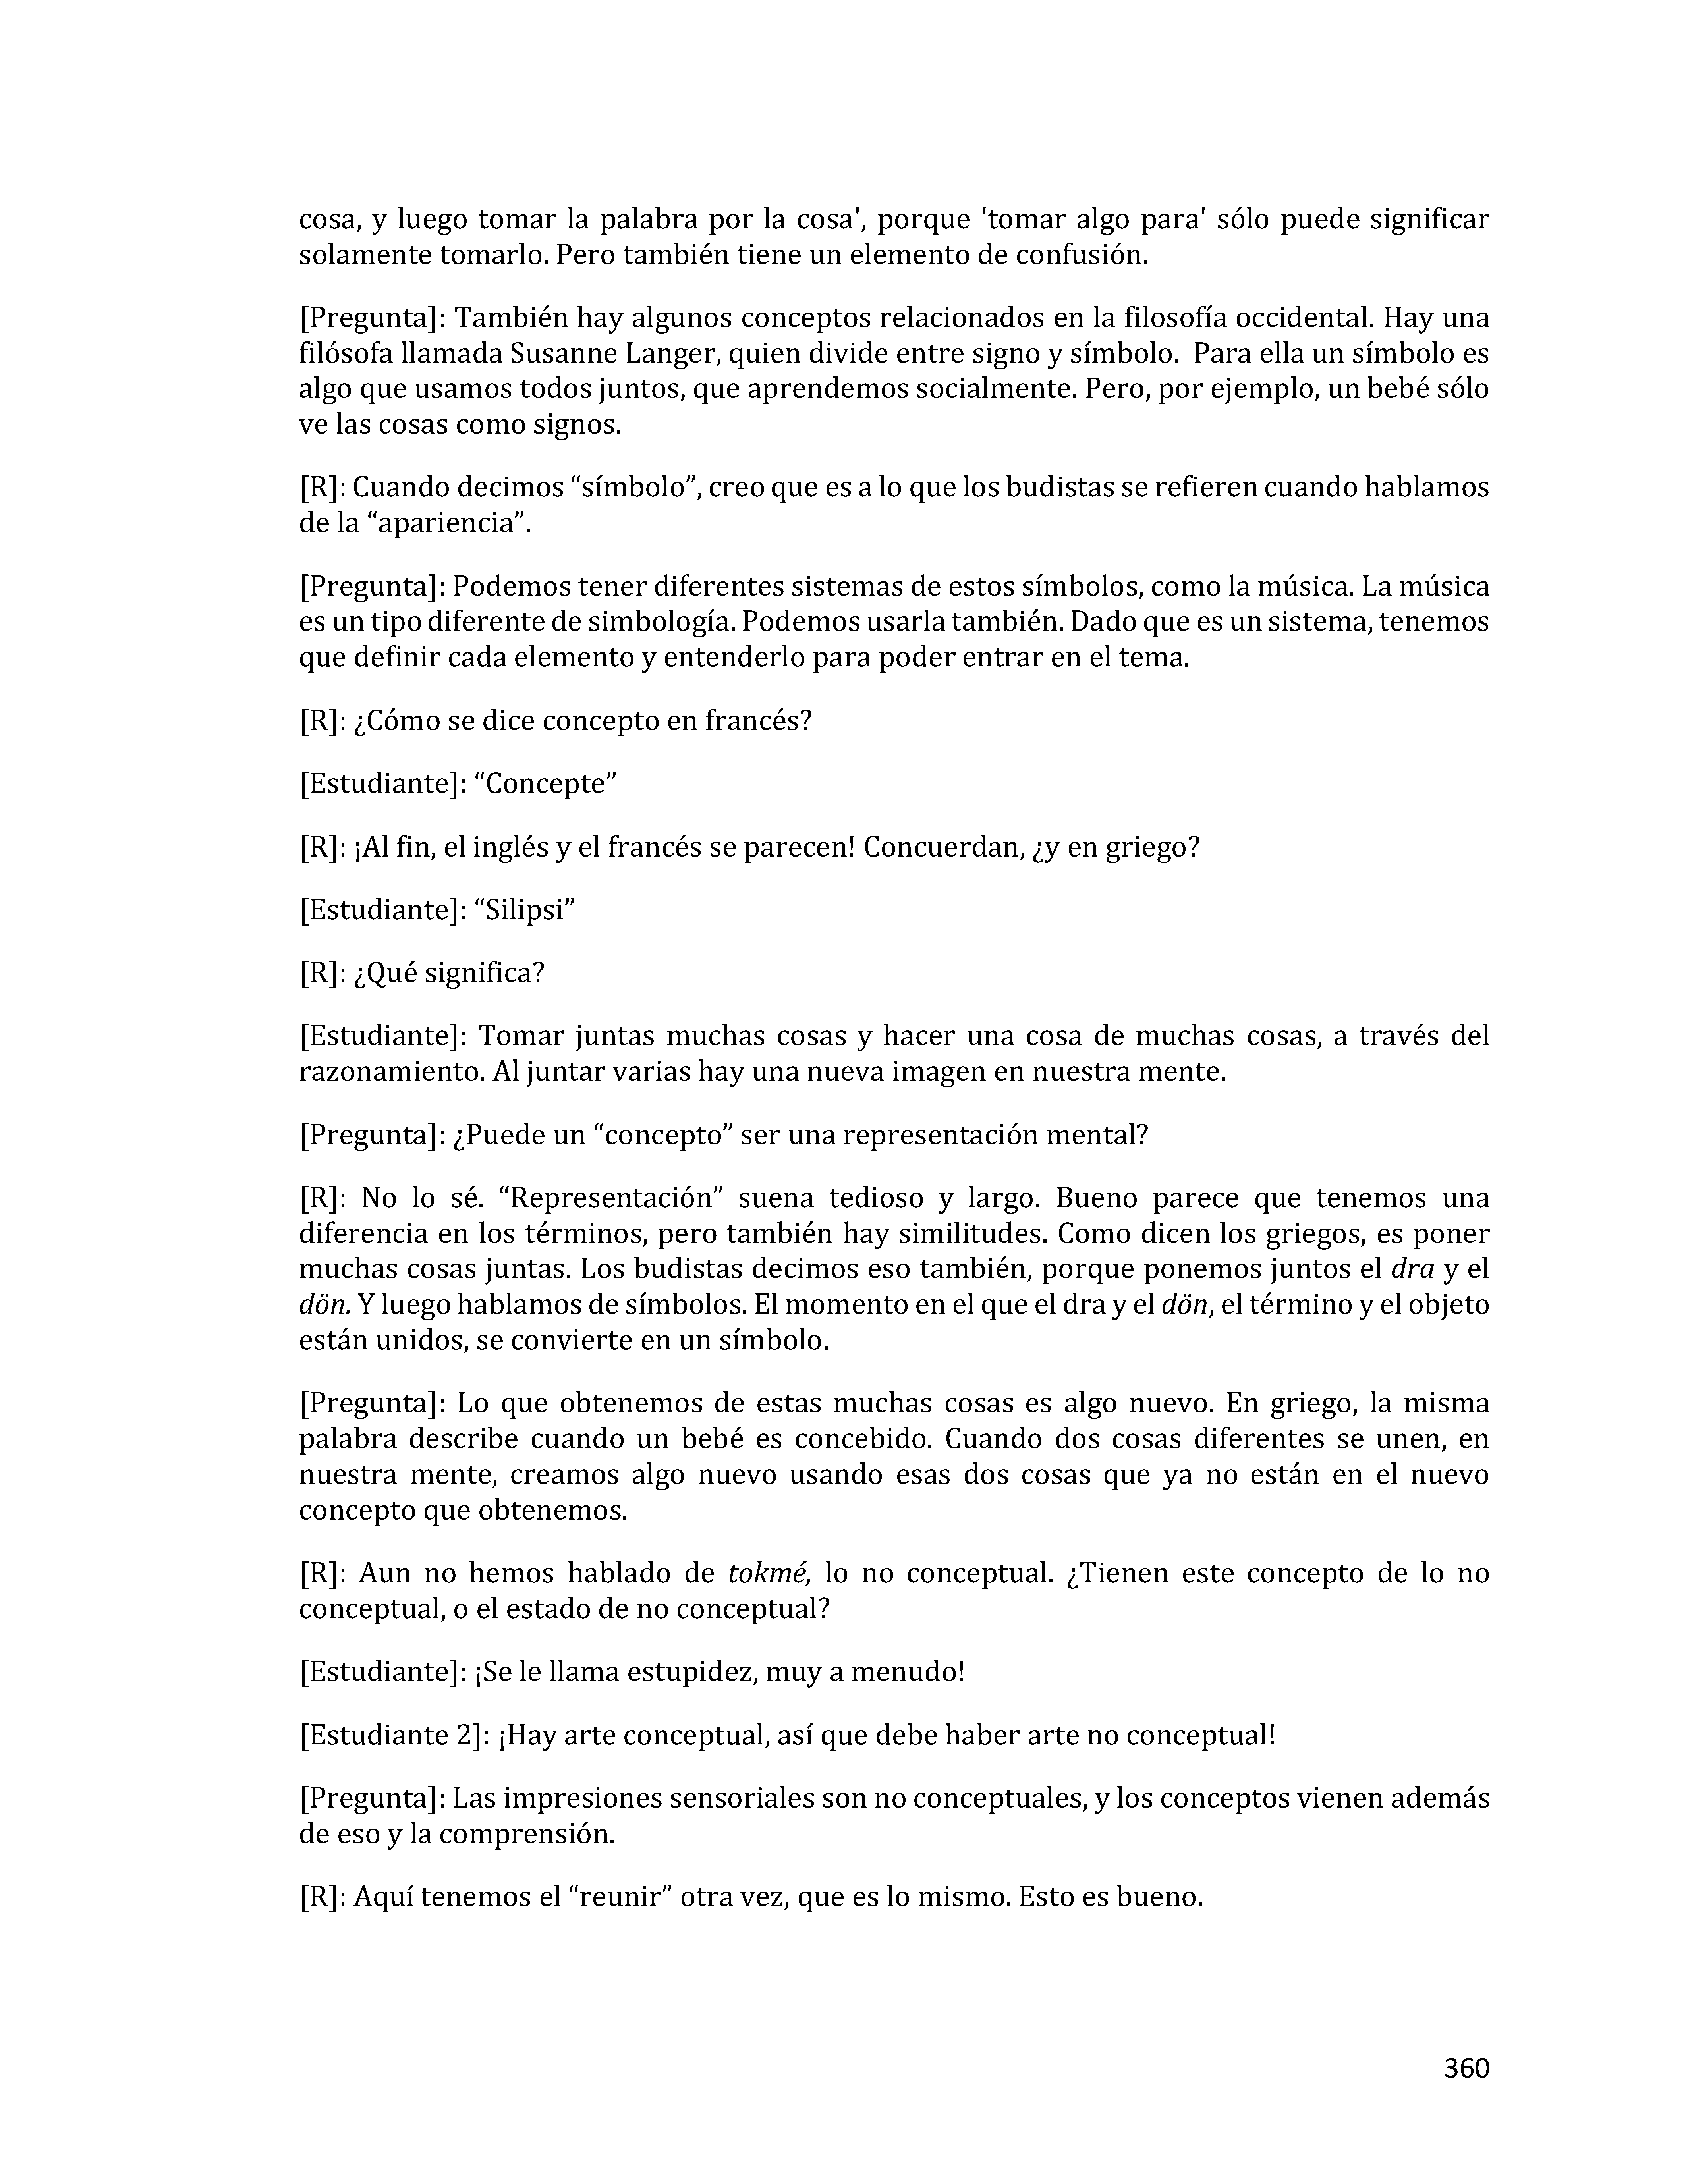 cosa, y luego tomar la palabra por la cosa', porque 'tomar algo para' sólo puede significar
solamente tomarlo. Pero también tiene un elemento de confusión.
[Pregunta]: También hay algunos conceptos relacionados en la filosofía occidental. Hay una
filósofa llamada Susanne Langer, quien divide entre signo y símbolo.  Para ella un símbolo es
algo que usamos todos juntos, que aprendemos socialmente. Pero, por ejemplo, un bebé sólo
ve las cosas como signos.
[R]: Cuando decimos “símbolo”, creo que es a lo que los budistas se refieren cuando hablamos
de la “apariencia”.
[Pregunta]: Podemos tener diferentes sistemas de estos símbolos, como la música. La música
es un tipo diferente de simbología. Podemos usarla también. Dado que es un sistema, tenemos
que definir cada elemento y entenderlo para poder entrar en el tema.
[R]: ¿Cómo se dice concepto en francés?
[Estudiante]: “Concepte”
[R]: ¡Al fin, el inglés y el francés se parecen! Concuerdan, ¿y en griego?
[Estudiante]: “Silipsi”
[R]: ¿Qué significa?
[Estudiante]: Tomar juntas muchas cosas y hacer una cosa de muchas cosas, a través del
razonamiento. Al juntar varias hay una nueva imagen en nuestra mente.
[Pregunta]: ¿Puede un “concepto” ser una representación mental?
[R]: No lo sé. “Representación” suena tedioso y largo. Bueno parece que tenemos una
diferencia en los términos, pero también hay similitudes. Como dicen los griegos, es poner
muchas cosas juntas. Los budistas decimos eso también, porque ponemos juntos el dra y el
dön. Y luego hablamos de símbolos. El momento en el que el dra y el dön, el término y el objeto
están unidos, se convierte en un símbolo.
[Pregunta]: Lo que obtenemos de estas muchas cosas es algo nuevo. En griego, la misma
palabra describe cuando un bebé es concebido. Cuando dos cosas diferentes se unen, en
nuestra mente, creamos algo nuevo usando esas dos cosas que ya no están en el nuevo
concepto que obtenemos.
[R]: Aun no hemos hablado de tokmé, lo no conceptual. ¿Tienen este concepto de lo no
conceptual, o el estado de no conceptual?
[Estudiante]: ¡Se le llama estupidez, muy a menudo!
[Estudiante 2]: ¡Hay arte conceptual, así que debe haber arte no conceptual!
[Pregunta]: Las impresiones sensoriales son no conceptuales, y los conceptos vienen además
de eso y la comprensión.
[R]: Aquí tenemos el “reunir” otra vez, que es lo mismo. Esto es bueno.
360